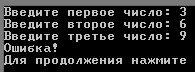 Введите первое число: 3
Введите второе число: 6
Введите третье число: 9
Ошибка!
Для продолжения нажмите